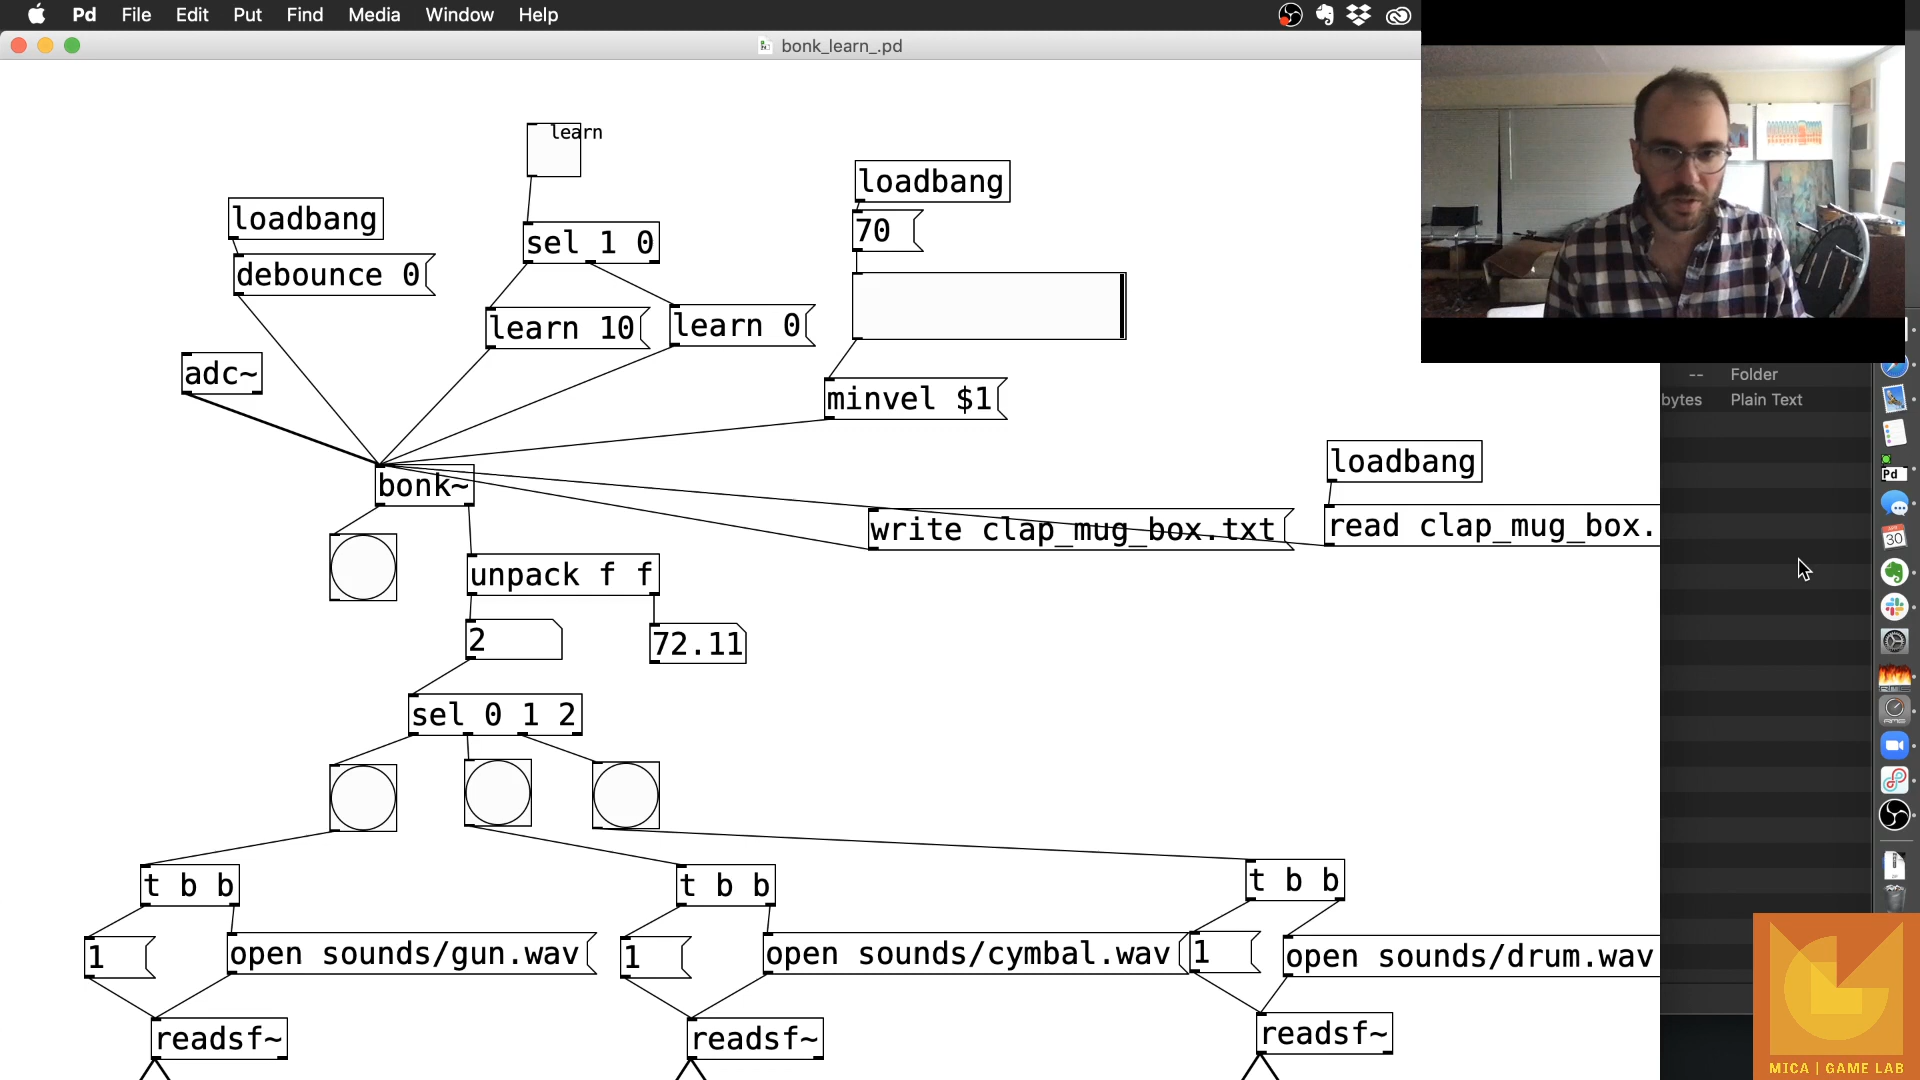 Pd File Edit Put Find Media Window Help
bonk_learn_.pd
learn
loadbang
loadbang
sel 1 0
70
debounce 0
learn 10
learn 0
adc~
minvel $1
-- Folder
bytes Plain Text
loadbang
bonk~
write clap_mug_box.txt
read clap_mug_box.
unpack f f
2
72.11
sel 0 1 2
t b b
t b b
t b b
1
open sounds/gun.wav
1
open sounds/cymbal.wav
1
open sounds/drum.wav
readsf~
readsf~
readsf~
Pd
APR
30
MICA | GAME LAB